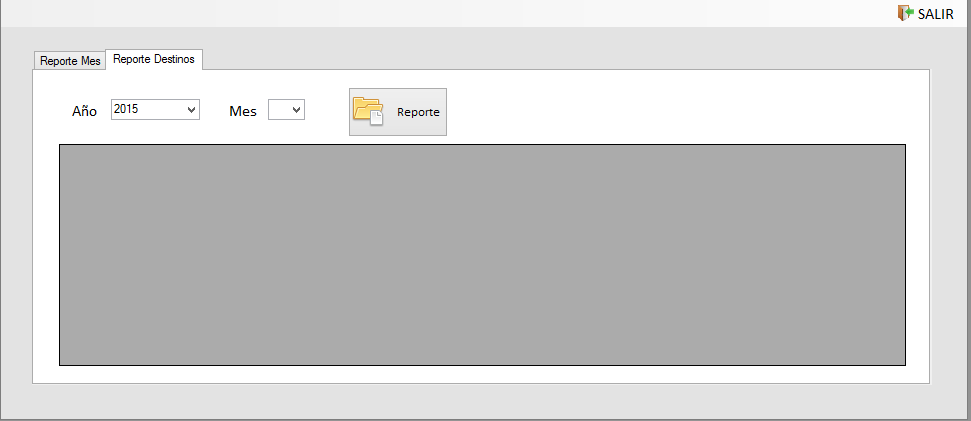 SALIR
Reporte Mes Reporte Destinos
Año 2015 Mes Reporte